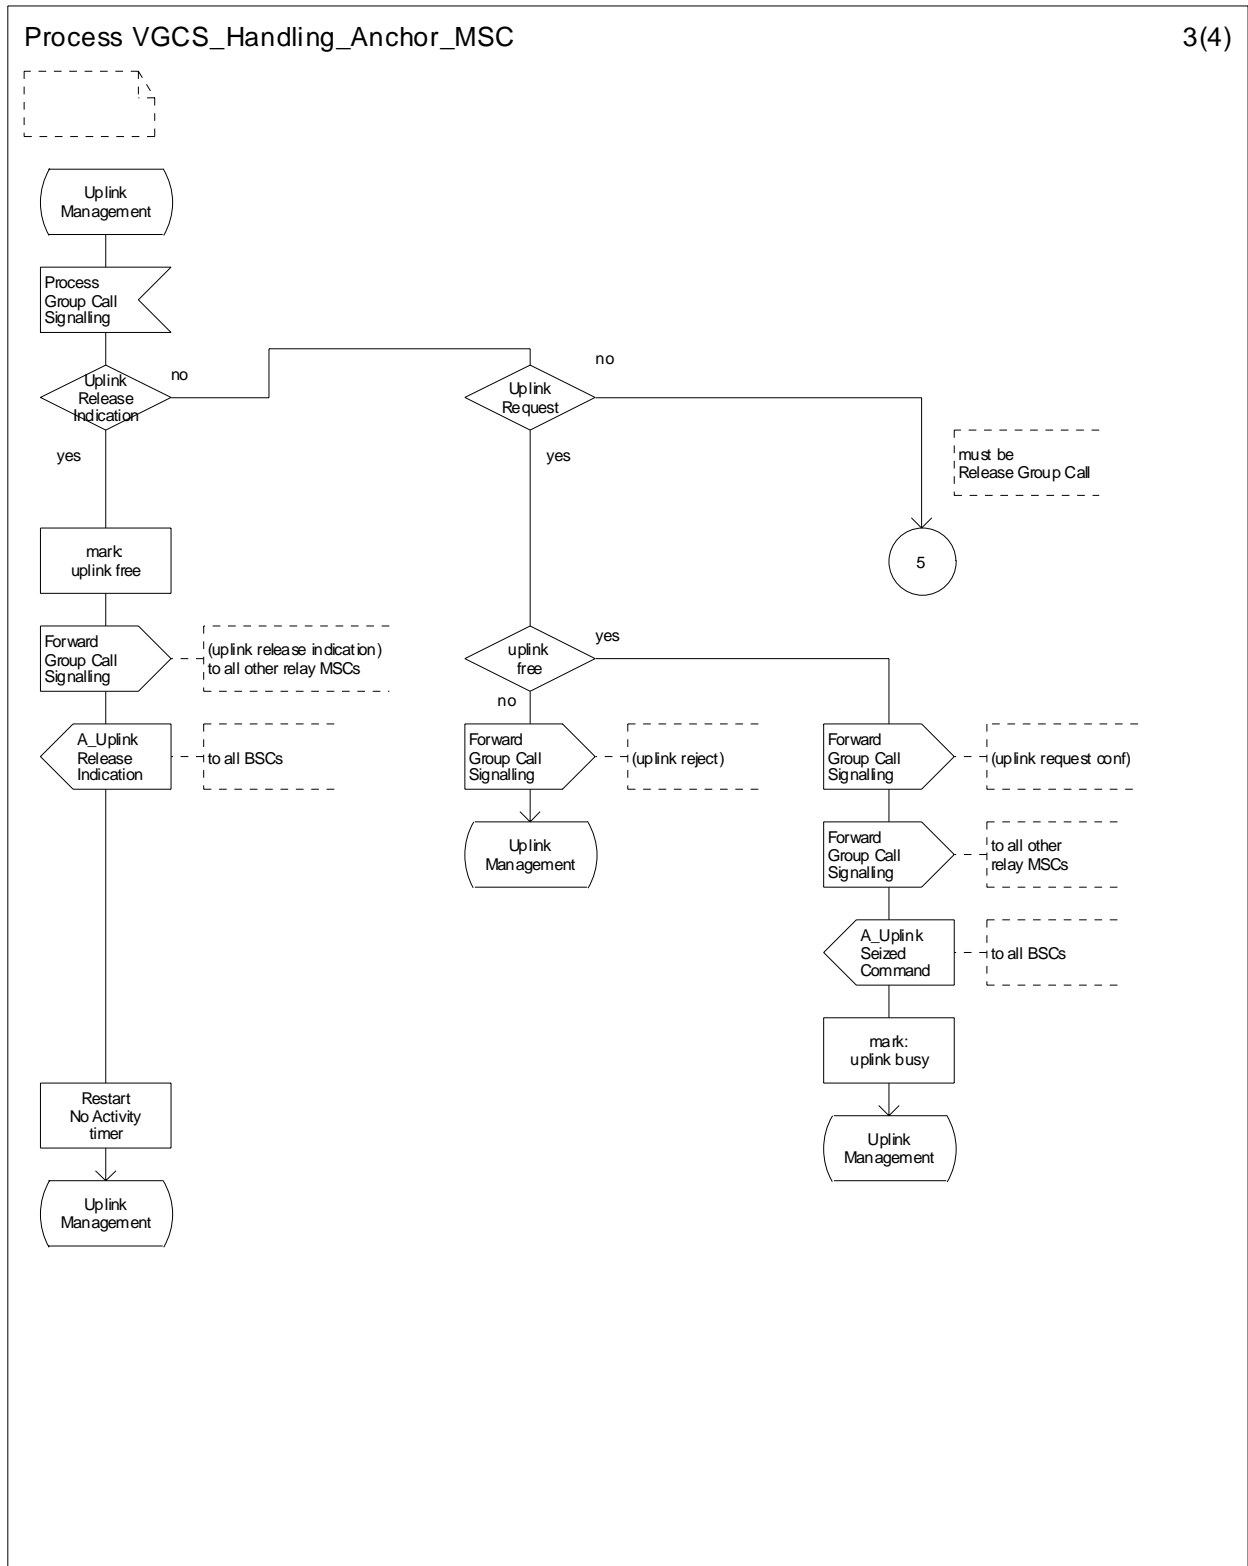 Process VGCS_Handling_Anchor_MSC
3(4)
Uplink
Management
Process
Group Call
Signalling
Uplink
Release
Indication
no
yes
Uplink
Request
no
yes
must be
Release Group Call
5
mark:
uplink free
Forward
Group Call
Signalling
(uplink release indication)
to all other relay MSCs
A_Uplink
Release
Indication
to all BSCs
Restart
No Activity
timer
Uplink
Management
uplink
free
yes
no
Forward
Group Call
Signalling
(uplink reject)
Uplink
Management
Forward
Group Call
Signalling
(uplink request conf)
Forward
Group Call
Signalling
to all other
relay MSCs
A_Uplink
Seized
Command
to all BSCs
mark:
uplink busy
Uplink
Management